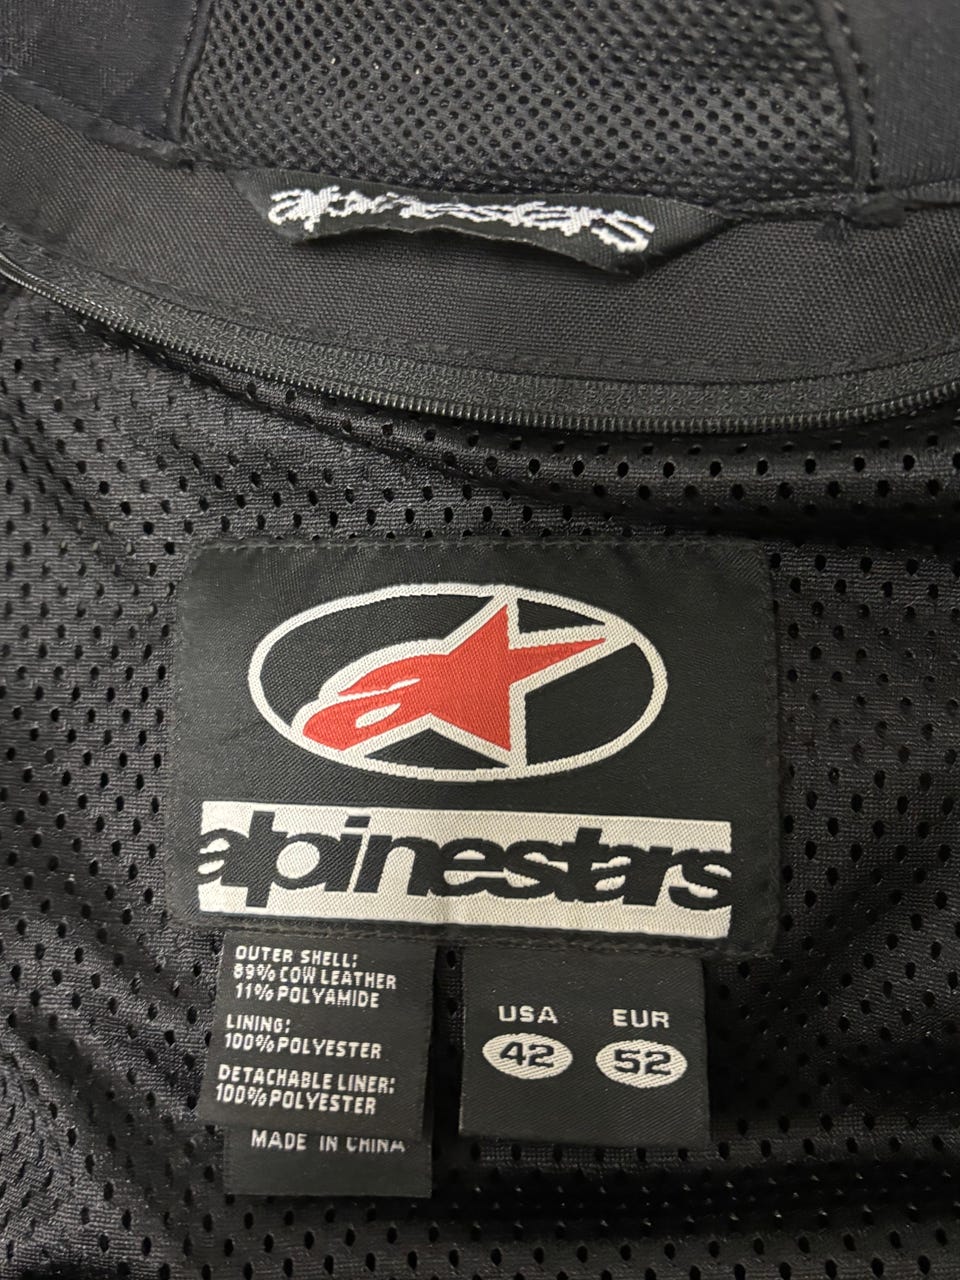 alpinestars
alpinestars
OUTER SHELL:
89% COW LEATHER
11% POLYAMIDE
LINING:
100% POLYESTER
DETACHABLE LINER:
100% POLYESTER
MADE IN CHINA
USA EUR
42 52